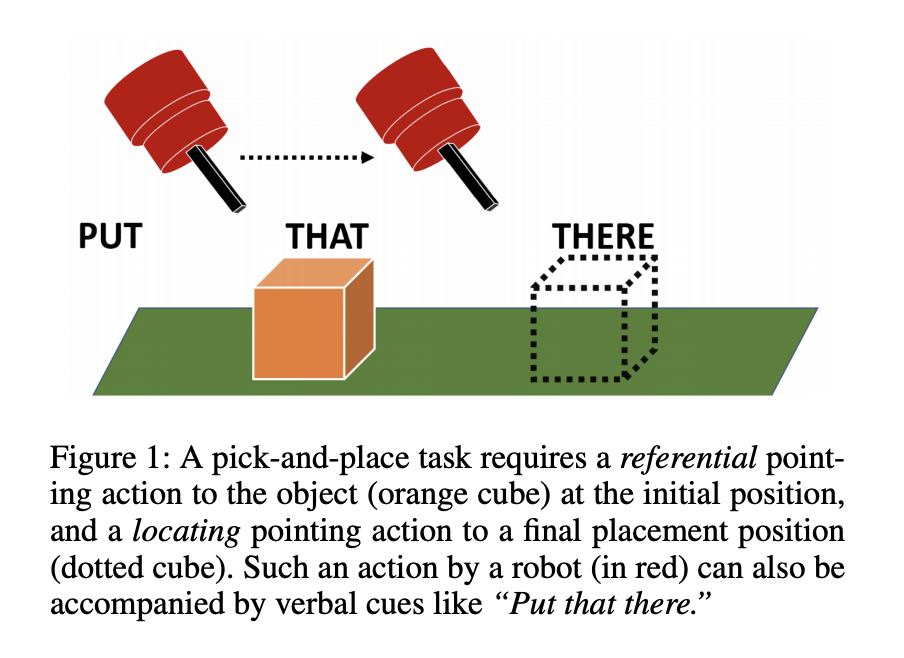 PUT THAT THERE
Figure 1: A pick-and-place task requires a referential point-
ing action to the object (orange cube) at the initial position,
and a locating pointing action to a final placement position
(dotted cube). Such an action by a robot (in red) can also be
accompanied by verbal cues like “Put that there.”